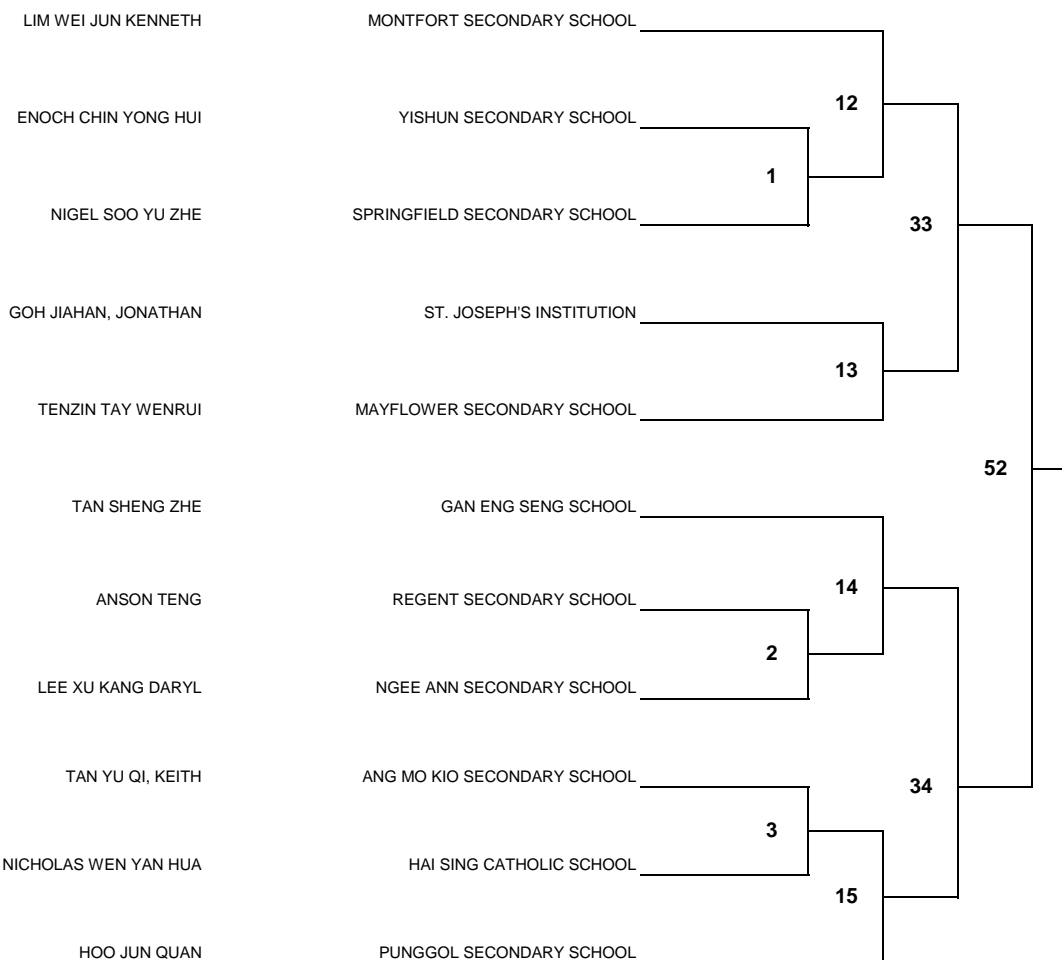 LIM WEI JUN KENNETH MONTFORT SECONDARY SCHOOL
12
ENOCH CHIN YONG HUI YISHUN SECONDARY SCHOOL
1
NIGEL SOO YU ZHE SPRINGFIELD SECONDARY SCHOOL
33
GOH JIAHAN, JONATHAN ST. JOSEPH'S INSTITUTION
13
TENZIN TAY WENRUI MAYFLOWER SECONDARY SCHOOL
52
TAN SHENG ZHE GAN ENG SENG SCHOOL
14
ANSON TENG REGENT SECONDARY SCHOOL
2
LEE XU KANG DARYL NGEE ANN SECONDARY SCHOOL
TAN YU QI, KEITH ANG MO KIO SECONDARY SCHOOL
34
3
NICHOLAS WEN YAN HUA HAI SING CATHOLIC SCHOOL
15
HOO JUN QUAN PUNGGOL SECONDARY SCHOOL